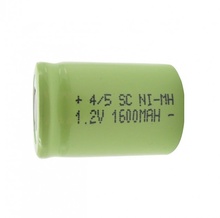 + 4/5 SC NI-MH
1.2V 1600MAH -